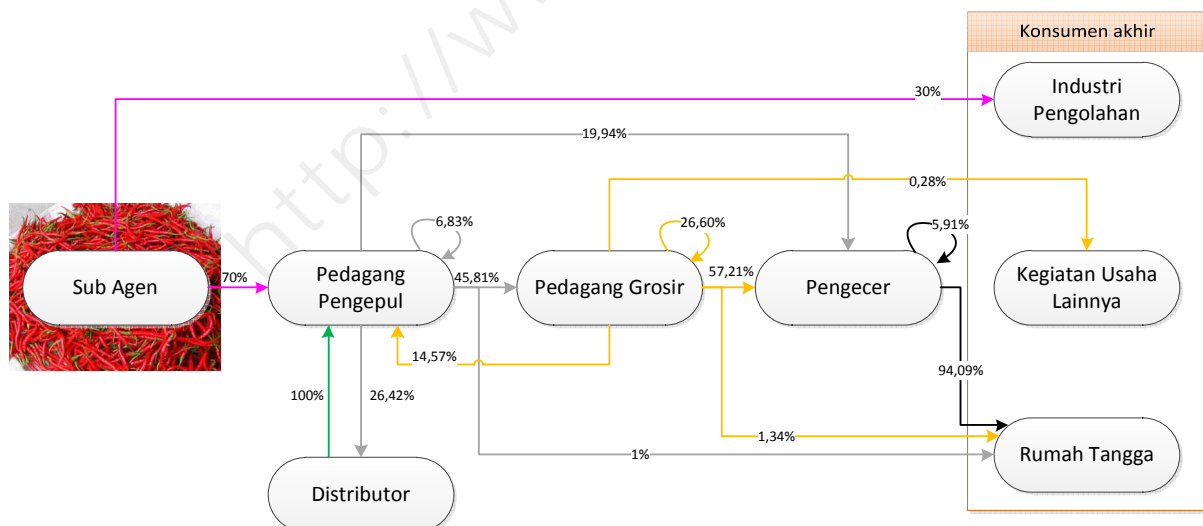 http://w
Konsumen akhir
Industri
Pengolahan
30%
19,94%
0,28%
6,83%
26,60%
5,91%
Sub Agen
70%
Pedagang
Pengepul
45,81%
Pedagang Grosir
57,21%
Pengecer
Kegiatan Usaha
Lainnya
14,57%
94,09%
100%
26,42%
1,34%
1%
Rumah Tangga
Distributor